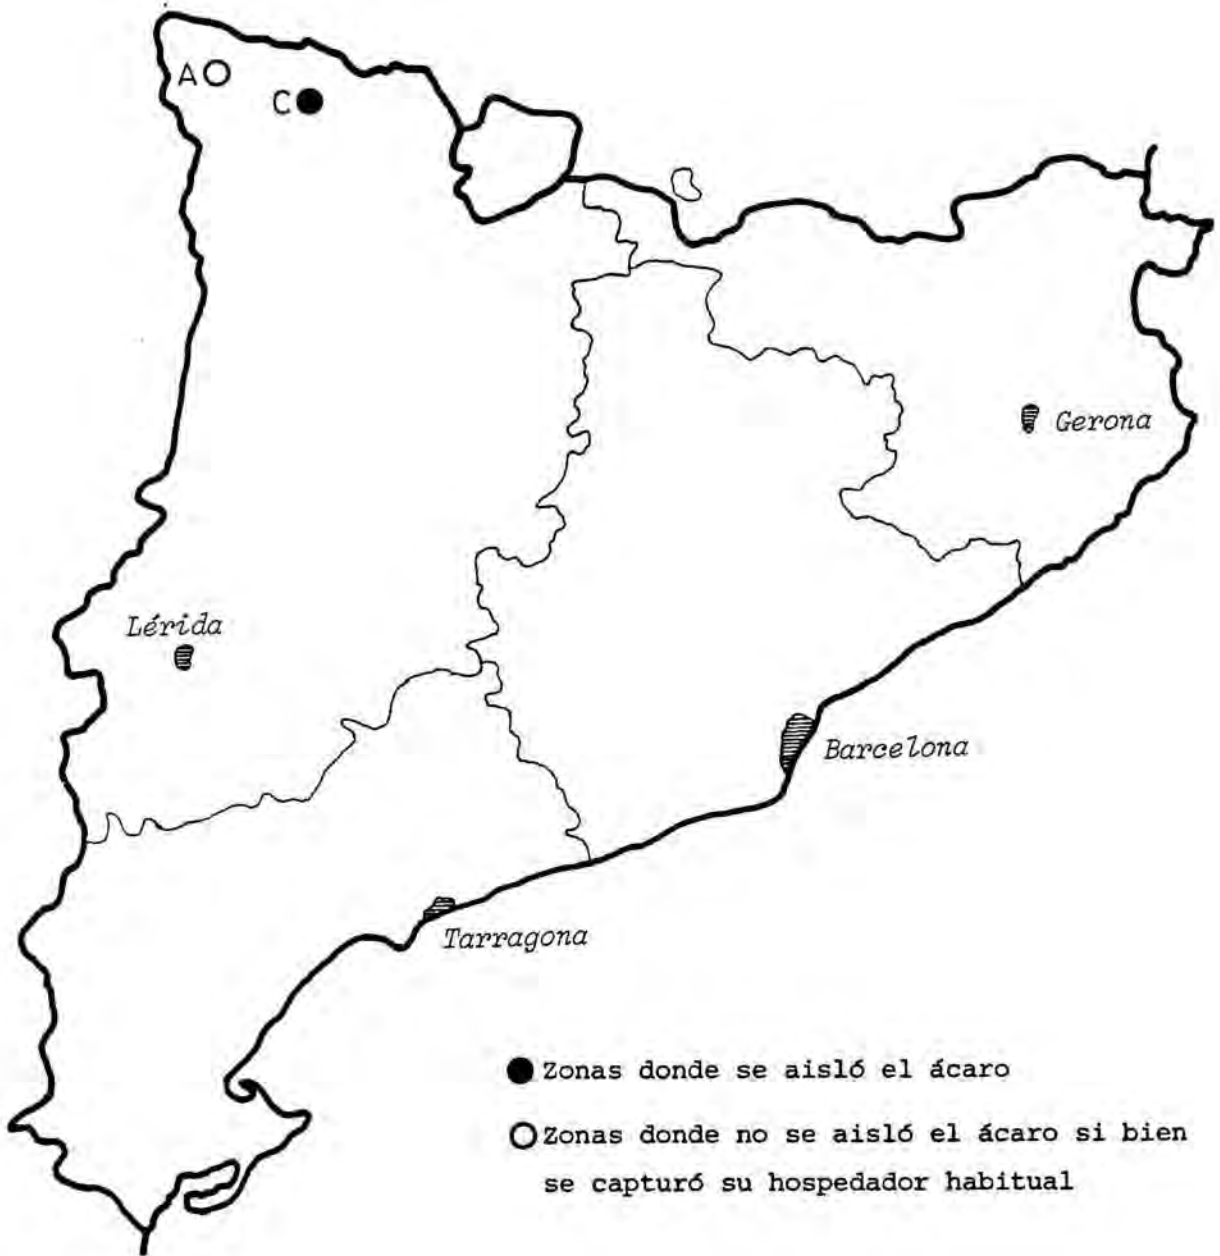 A
C
Gerona
Lérida
Barcelona
Tarragona
Zonas donde se aisló el ácaro
Zonas donde no se aisló el ácaro si bien
se capturó su hospedador habitual